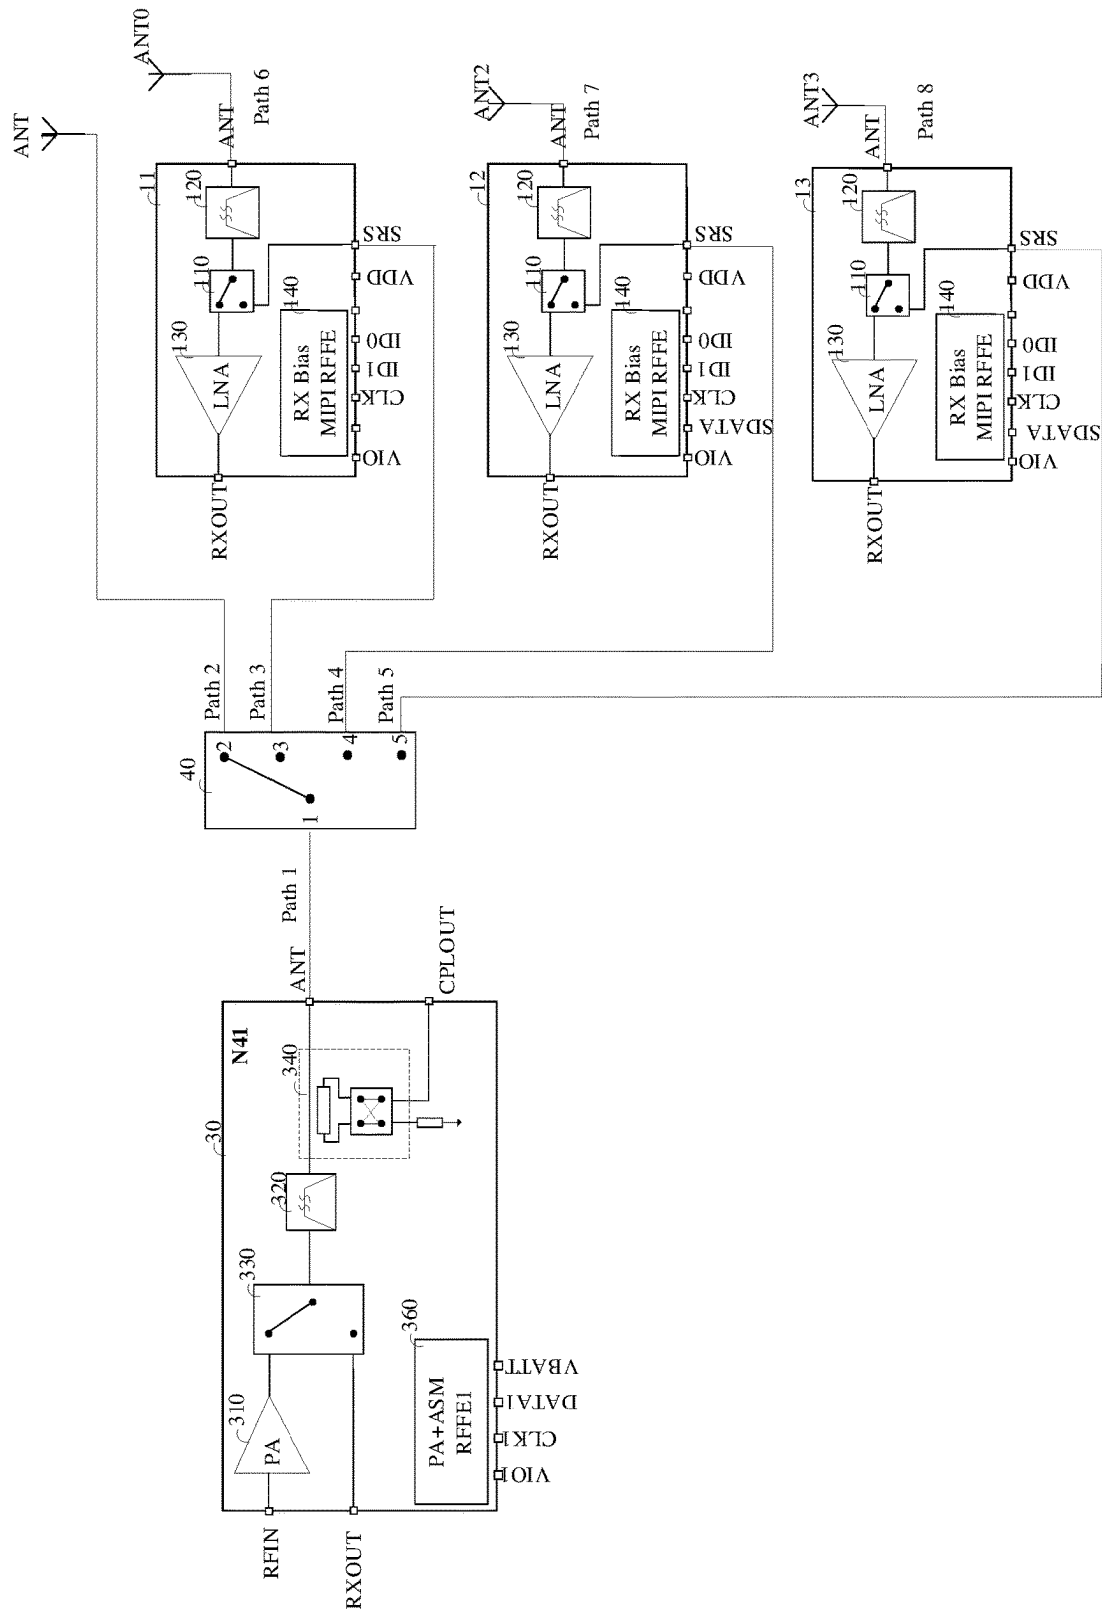 ANT
ANT0
Path 6
ANT
11
120
110
130
LNA
140
RX Bias
MIPI RFFE
SRS
VDD
ID0
ID1
CLK
VIO
RXOUT
ANT2
Path 7
ANT
12
120
110
130
LNA
140
RX Bias
MIPI RFFE
SRS
VDD
ID0
ID1
CLK
SDATA
VIO
RXOUT
ANT3
Path 8
ANT
13
120
110
130
LNA
140
RX Bias
MIPI RFFE
SRS
VDD
ID0
ID1
CLK
SDATA
VIO
RXOUT
Path 2
Path 3
Path 4
Path 5
40
2
3
4
5
1
Path 1
ANT
CPLOUT
N41
30
340
320
330
310
PA
360
PA+ASM
RFFE1
VBATT
DATA1
CLK1
VIO1
RFIN
RXOUT